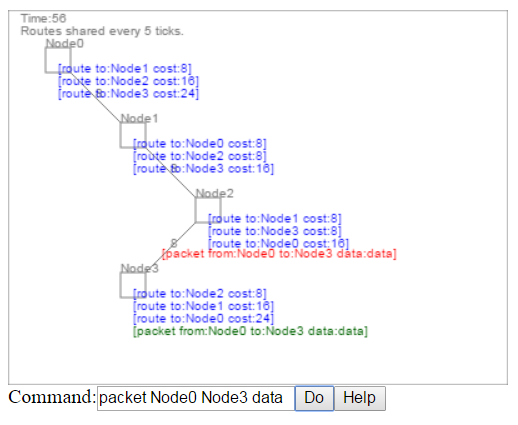 Time:56
Routes shared every 5 ticks.
Node0
[route to:Node1 cost:8]
[route to:Node2 cost:16]
[route to:Node3 cost:24]
8
Node1
[route to:Node0 cost:8]
[route to:Node2 cost:8]
[route to:Node3 cost:16]
8
Node2
[route to:Node1 cost:8]
[route to:Node3 cost:8]
[route to:Node0 cost:16]
8
[packet from:Node0 to:Node3 data:data]
Node3
[route to:Node2 cost:8]
[route to:Node1 cost:16]
[route to:Node0 cost:24]
[packet from:Node0 to:Node3 data:data]
Command: packet Node0 Node3 data Do Help